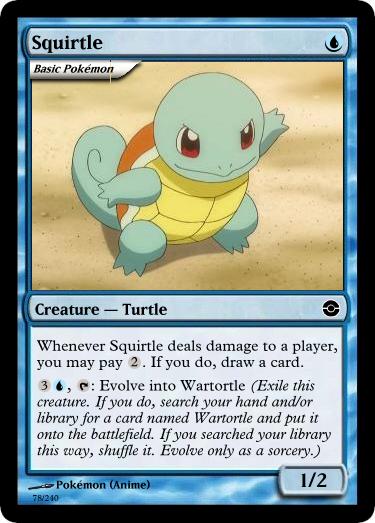 Squirtle
Basic Pokémon
Creature — Turtle
Whenever Squirtle deals damage to a player,
you may pay 2. If you do, draw a card.
3, : Evolve into Wartortle (Exile this
creature. If you do, search your hand and/or
library for a card named Wartortle and put it
onto the battlefield. If you searched your library
this way, shuffle it. Evolve only as a sorcery.)
1/2
Pokémon (Anime)
78/240